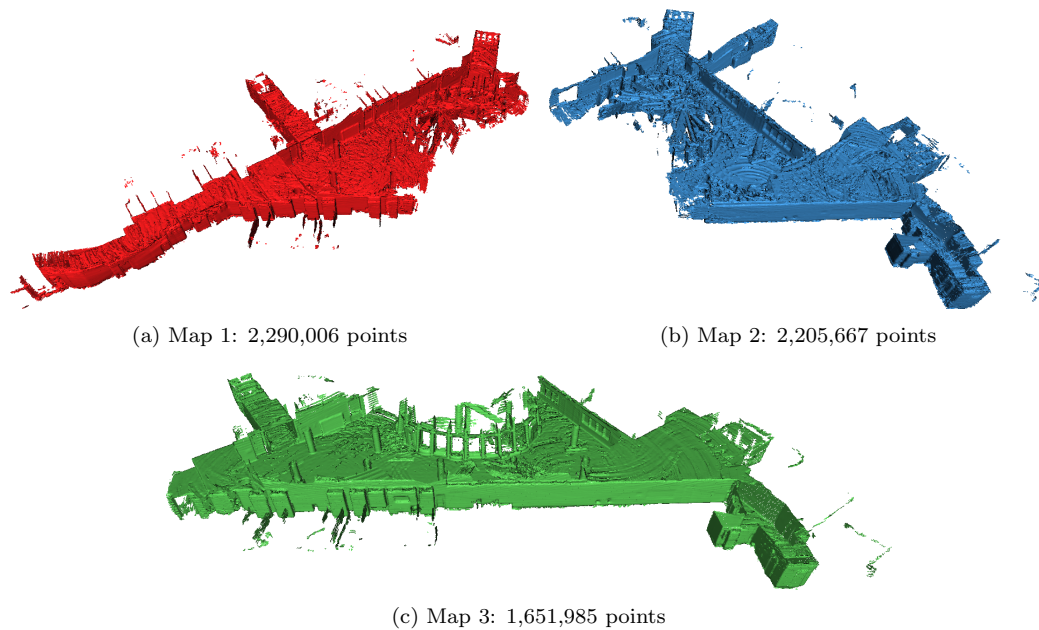 (a) Map 1: 2,290,006 points
(b) Map 2: 2,205,667 points
(c) Map 3: 1,651,985 points